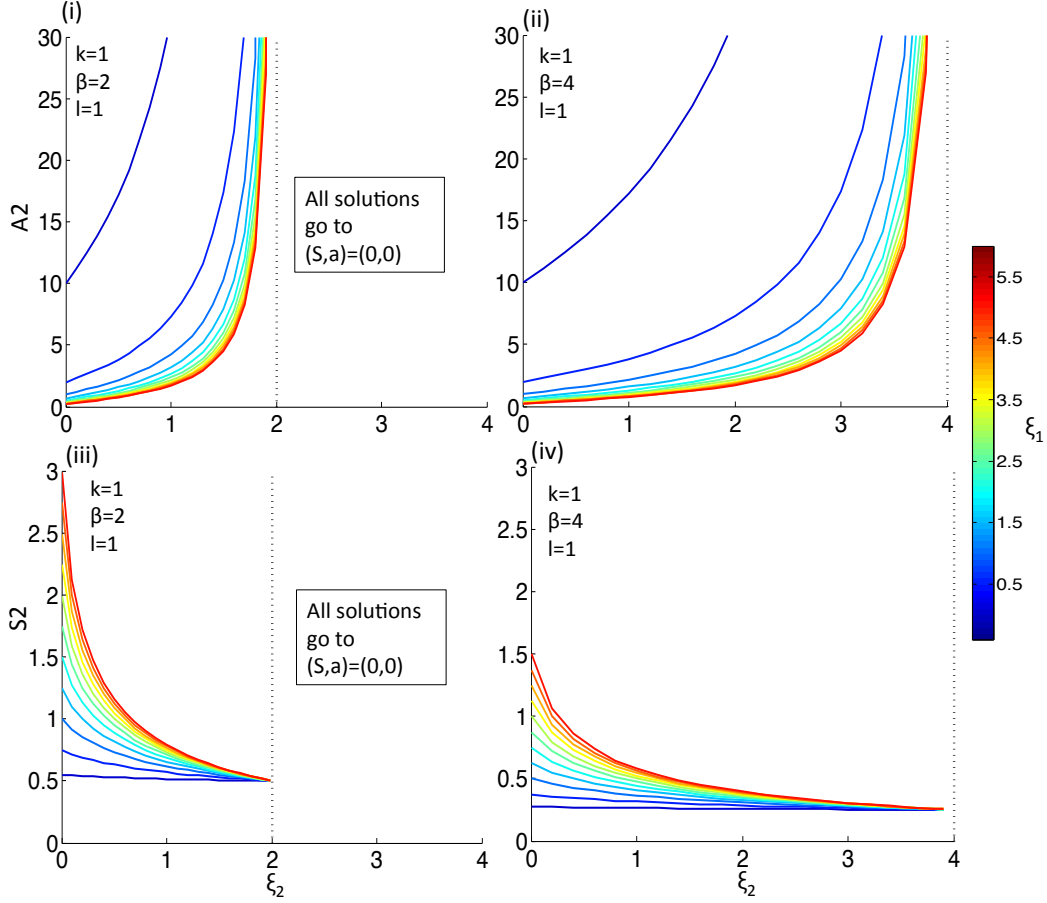 (i)
30
25
20
15
10
5
0
A2
k=1
β=2
l=1
All solutions
go to
(S,a)=(0,0)
0 1 2 3 4
(ii)
30
25
20
15
10
5
0
k=1
β=4
l=1
0 1 2 3 4
5.5
4.5
3.5
2.5
1.5
0.5
ξ1
(iii)
3
2.5
2
1.5
1
0.5
0
S2
k=1
β=2
l=1
All solutions
go to
(S,a)=(0,0)
0 1 2 3 4
ξ2
(iv)
3
2.5
2
1.5
1
0.5
0
k=1
β=4
l=1
0 1 2 3 4
ξ2